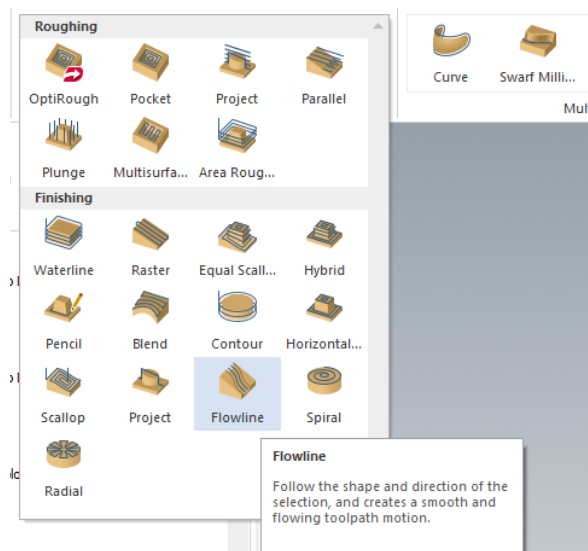 Roughing
OptiRough Pocket Project Parallel
Curve Swarf Milli...
Mul
Plunge Multisurfa... Area Roug...
Finishing
Waterline Raster Equal Scall... Hybrid
Pencil Blend Contour Horizontal...
Scallop Project Flowline Spiral
Flowline
Follow the shape and direction of the
selection, and creates a smooth and
flowing toolpath motion.
Radial